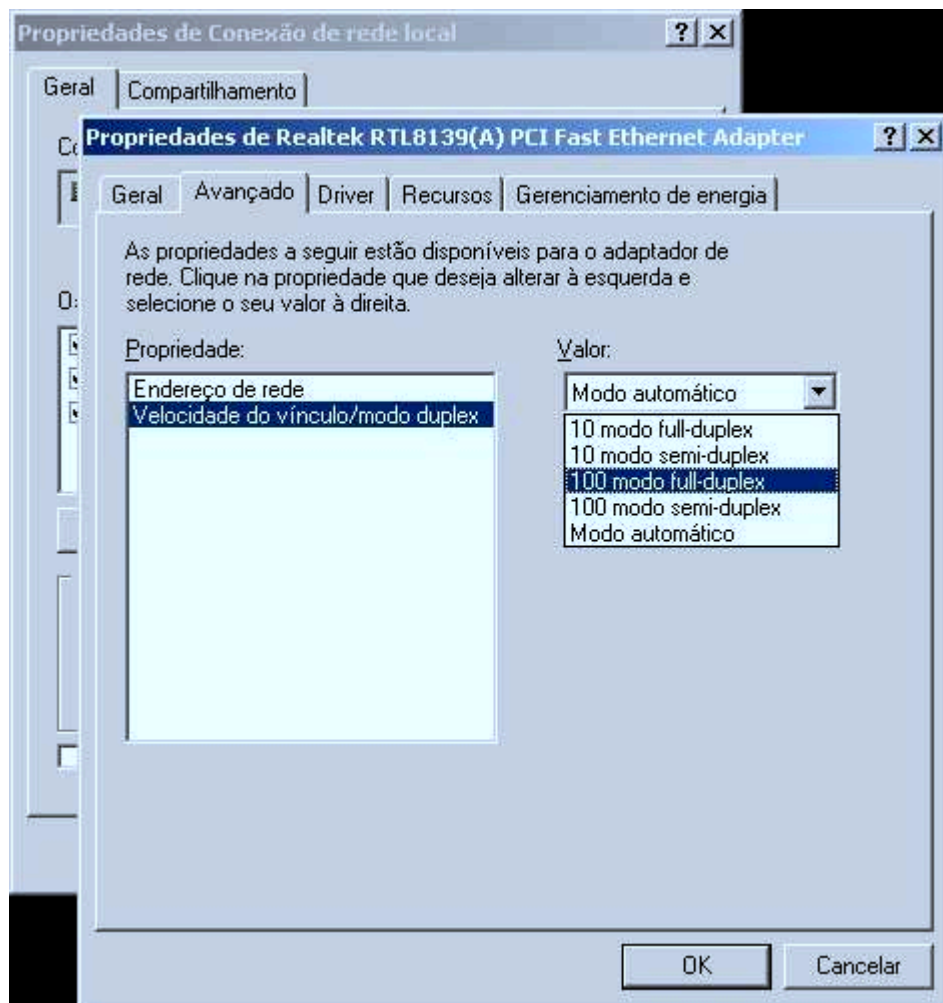 Propriedades de Conexão de rede local
Geral
Compartilhamento
Propriedades de Realtek RTL8139(A) PCI Fast Ethernet Adapter
Geral
Avançado
Driver
Recursos
Gerenciamento de energia
As propriedades a seguir estão disponíveis para o adaptador de
rede. Clique na propriedade que deseja alterar à esquerda e
selecione o seu valor à direita.
Propriedade:
Valor:
Endereço de rede
Velocidade do vínculo/modo duplex
Modo automático
10 modo full-duplex
10 modo semi-duplex
100 modo full-duplex
100 modo semi-duplex
Modo automático
OK
Cancelar